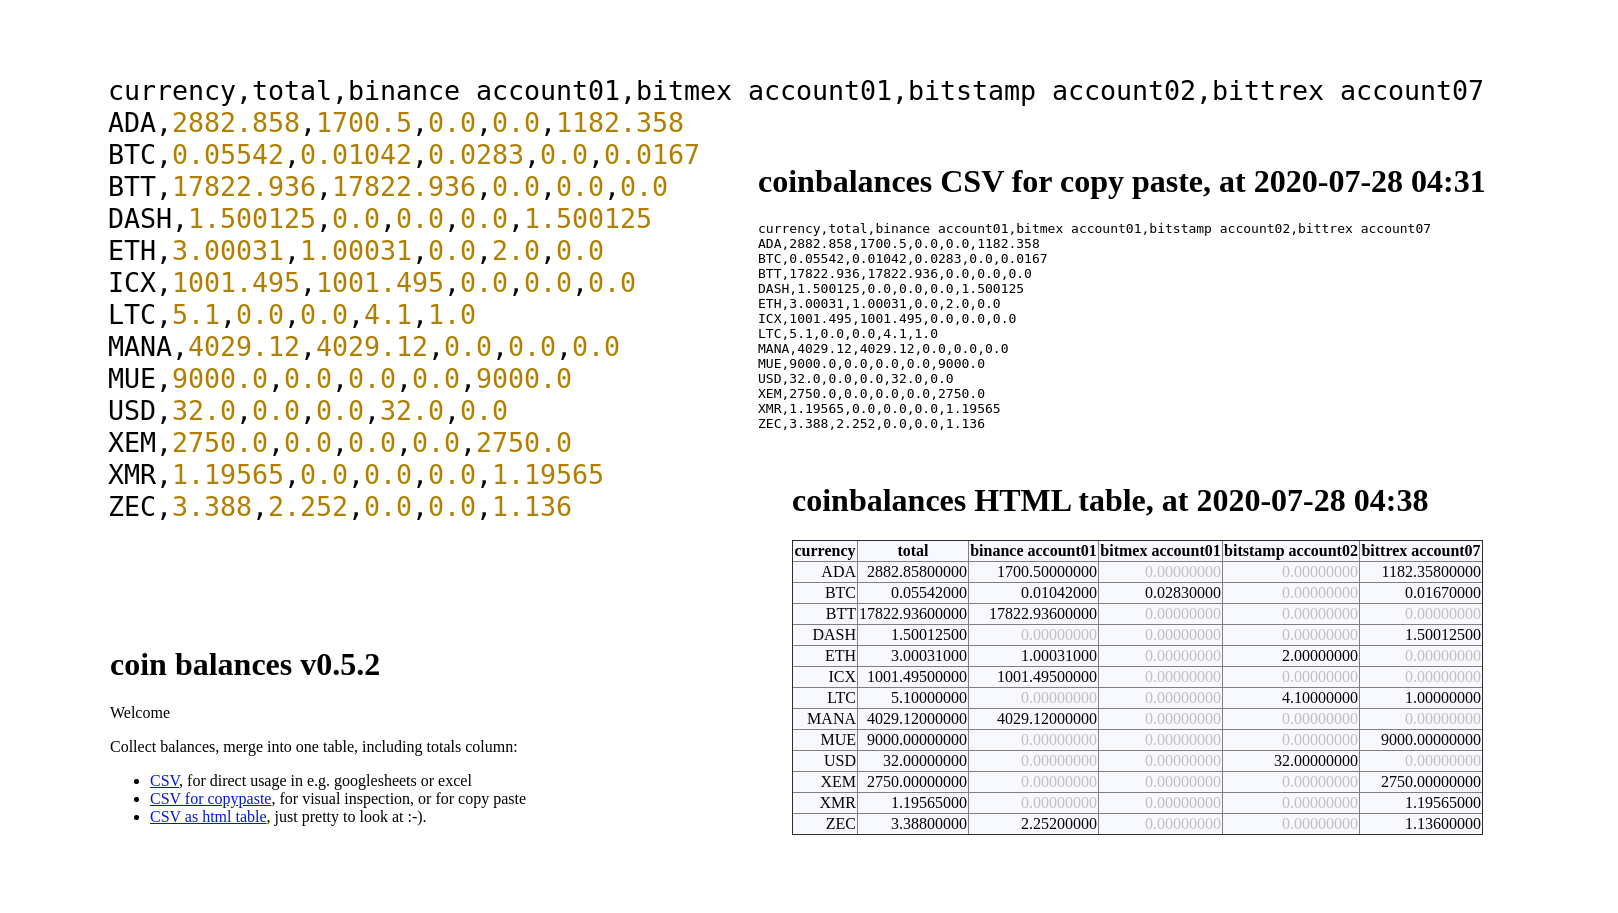 currency,total,binance account01,bitmex account01,bitstamp account02,bittrex account07
ADA,2882.858,1700.5,0.0,0.0,1182.358
BTC,0.05542,0.01042,0.0283,0.0,0.0167
BTT,17822.936,17822.936,0.0,0.0,0.0
DASH,1.500125,0.0,0.0,0.0,1.500125
ETH,3.00031,1.00031,0.0,2.0,0.0
ICX,1001.495,1001.495,0.0,0.0,0.0
LTC,5.1,0.0,0.0,4.1,1.0
MANA,4029.12,4029.12,0.0,0.0,0.0
MUE,9000.0,0.0,0.0,0.0,9000.0
USD,32.0,0.0,0.0,32.0,0.0
XEM,2750.0,0.0,0.0,0.0,2750.0
XMR,1.19565,0.0,0.0,0.0,1.19565
ZEC,3.388,2.252,0.0,0.0,1.136
coinbalances CSV for copy paste, at 2020-07-28 04:31
currency,total,binance account01,bitmex account01,bitstamp account02,bittrex account07
ADA,2882.858,1700.5,0.0,0.0,1182.358
BTC,0.05542,0.01042,0.0283,0.0,0.0167
BTT,17822.936,17822.936,0.0,0.0,0.0
DASH,1.500125,0.0,0.0,0.0,1.500125
ETH,3.00031,1.00031,0.0,2.0,0.0
ICX,1001.495,1001.495,0.0,0.0,0.0
LTC,5.1,0.0,0.0,4.1,1.0
MANA,4029.12,4029.12,0.0,0.0,0.0
MUE,9000.0,0.0,0.0,0.0,9000.0
USD,32.0,0.0,0.0,32.0,0.0
XEM,2750.0,0.0,0.0,0.0,2750.0
XMR,1.19565,0.0,0.0,0.0,1.19565
ZEC,3.388,2.252,0.0,0.0,1.136
coin balances v0.5.2
Welcome
Collect balances, merge into one table, including totals column:
• CSV, for direct usage in e.g. googlesheets or excel
• CSV for copypaste, for visual inspection, or for copy paste
• CSV as html table, just pretty to look at :-).
coinbalances HTML table, at 2020-07-28 04:38
currency total binance account01 bitmex account01 bitstamp account02 bittrex account07
ADA 2882.85800000 1700.50000000 0.00000000 0.00000000 1182.35800000
BTC 0.05542000 0.01042000 0.02830000 0.00000000 0.01670000
BTT 17822.93600000 17822.93600000 0.00000000 0.00000000 0.00000000
DASH 1.50012500 0.00000000 0.00000000 0.00000000 1.50012500
ETH 3.00031000 1.00031000 0.00000000 2.00000000 0.00000000
ICX 1001.49500000 1001.49500000 0.00000000 0.00000000 0.00000000
LTC 5.10000000 0.00000000 0.00000000 4.10000000 1.00000000
MANA 4029.12000000 4029.12000000 0.00000000 0.00000000 0.00000000
MUE 9000.00000000 0.00000000 0.00000000 0.00000000 9000.00000000
USD 32.00000000 0.00000000 0.00000000 32.00000000 0.00000000
XEM 2750.00000000 0.00000000 0.00000000 0.00000000 2750.00000000
XMR 1.19565000 0.00000000 0.00000000 0.00000000 1.19565000
ZEC 3.38800000 2.25200000 0.00000000 0.00000000 1.13600000